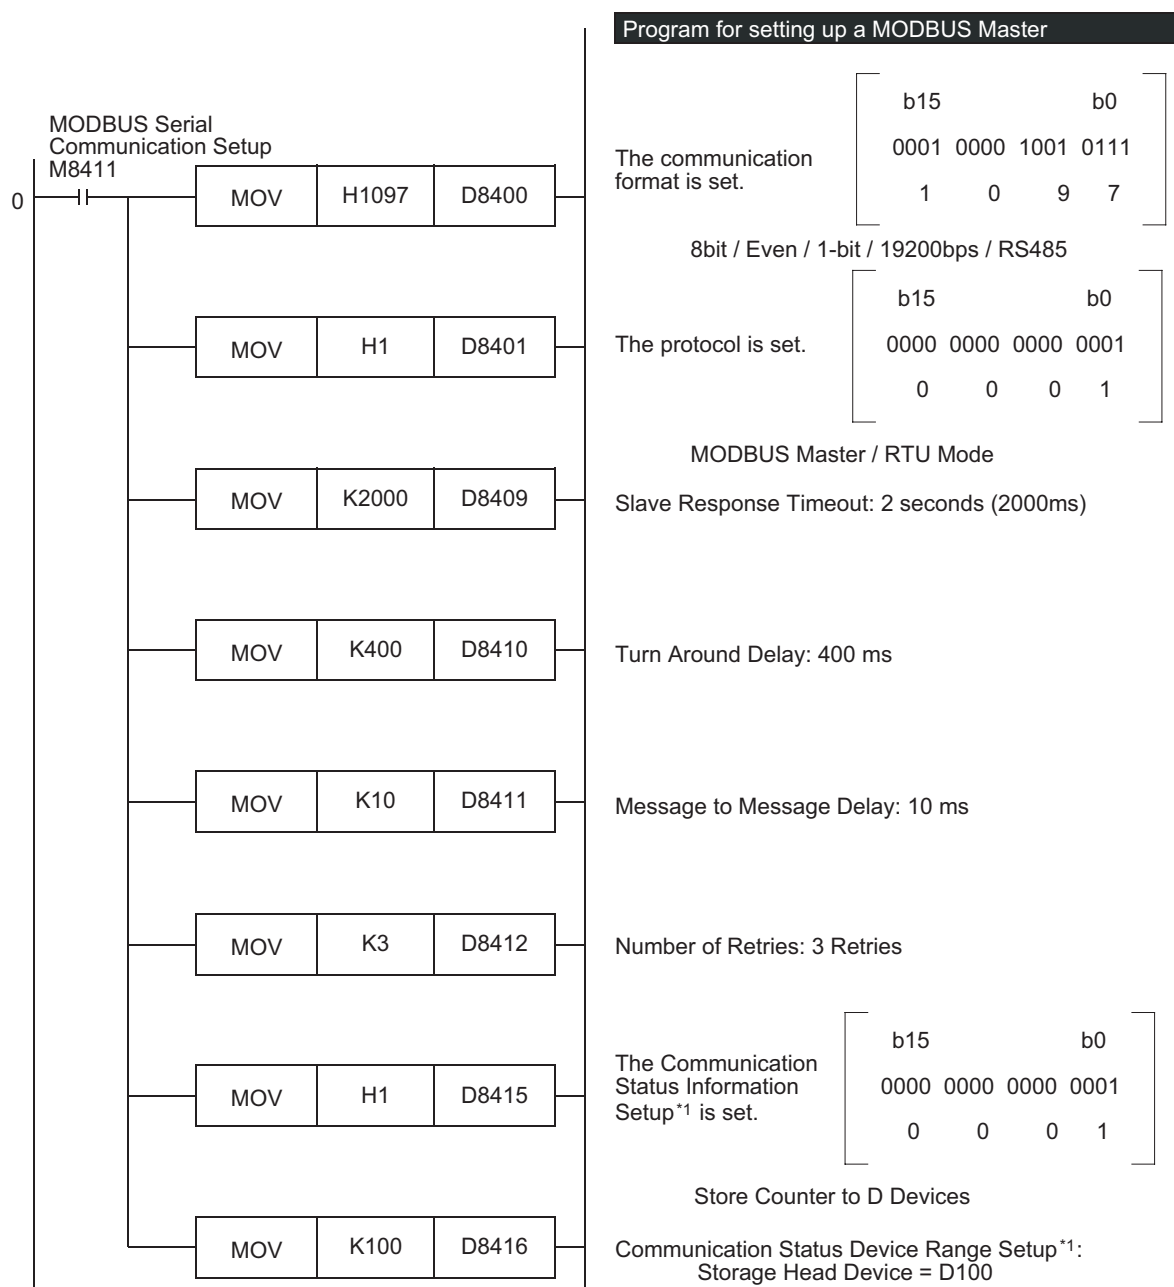 Program for setting up a MODBUS Master
MODBUS Serial
Communication Setup
M8411
0
MOV H1097 D8400
The communication
format is set.
b15 b0
0001 0000 1001 0111
1 0 9 7
8bit / Even / 1-bit / 19200bps / RS485
MOV H1 D8401
The protocol is set.
b15 b0
0000 0000 0000 0001
0 0 0 1
MODBUS Master / RTU Mode
MOV K2000 D8409
Slave Response Timeout: 2 seconds (2000ms)
MOV K400 D8410
Turn Around Delay: 400 ms
MOV K10 D8411
Message to Message Delay: 10 ms
MOV K3 D8412
Number of Retries: 3 Retries
MOV H1 D8415
The Communication
Status Information
Setup*1 is set.
b15 b0
0000 0000 0000 0001
0 0 0 1
Store Counter to D Devices
MOV K100 D8416
Communication Status Device Range Setup*1:
Storage Head Device = D100